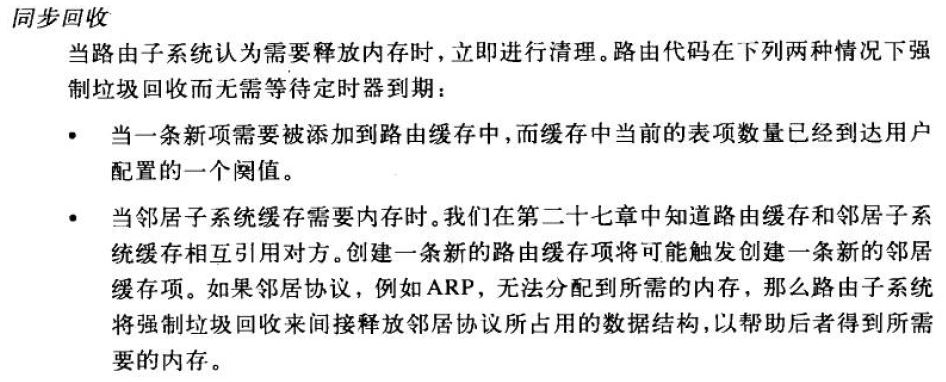 同步回收
当路由子系统认为需要释放内存时，立即进行清理。路由代码在下列两种情况下强
制垃圾回收而无需等待定时器到期：
• 当一条新项需要被添加到路由缓存中，而缓存中当前的表项数量已经到达用户
配置的一个阈值。
• 当邻居子系统缓存需要内存时。我们在第二十七章中知道路由缓存和邻居子系
统缓存相互引用对方。创建一条新的路由缓存项将可能触发创建一条新的邻居
缓存项。如果邻居协议，例如ARP，无法分配到所需的内存，那么路由子系统
将强制垃圾回收来间接释放邻居协议所占用的数据结构，以帮助后者得到所需
要的内存。